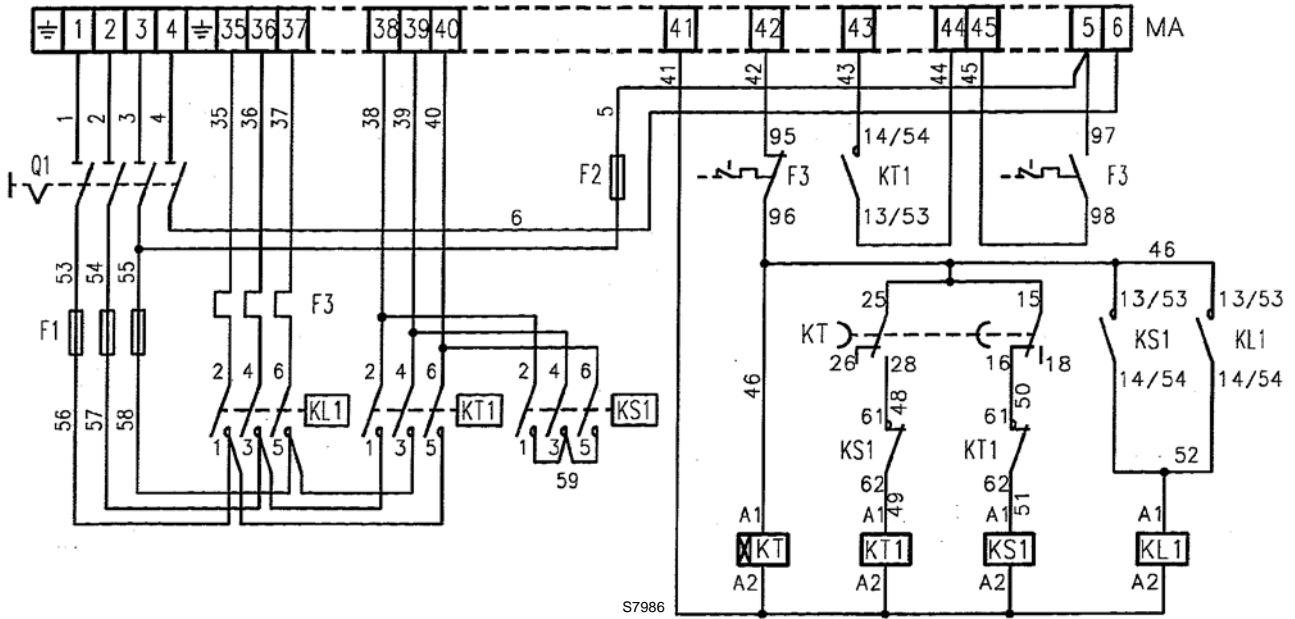 1 2 3 4 35 36 37 38 39 40 41 42 43 44 45 5 6 MA
1 2 3 4 35 36 37 38 39 40 5 41 42 43 44 45
Q1
F2
95 14/54 97
F3 KT1 F3
96 13/53 98
6
46
53 54 55
F1
F3
25 15
13/53 13/53
KT
KS1 KL1
26 28 16 18
14/54 14/54
2 4 6 2 4 6 2 4 6
46 48 50
KL1 KT1 KS1
61 61
1 3 5 1 3 5 1 3 5
56 57 58
KS1 KT1
59
52
62 62
49 51
A1 A1 A1 A1
KT KT1 KS1 KL1
A2 A2 A2 A2
S7986